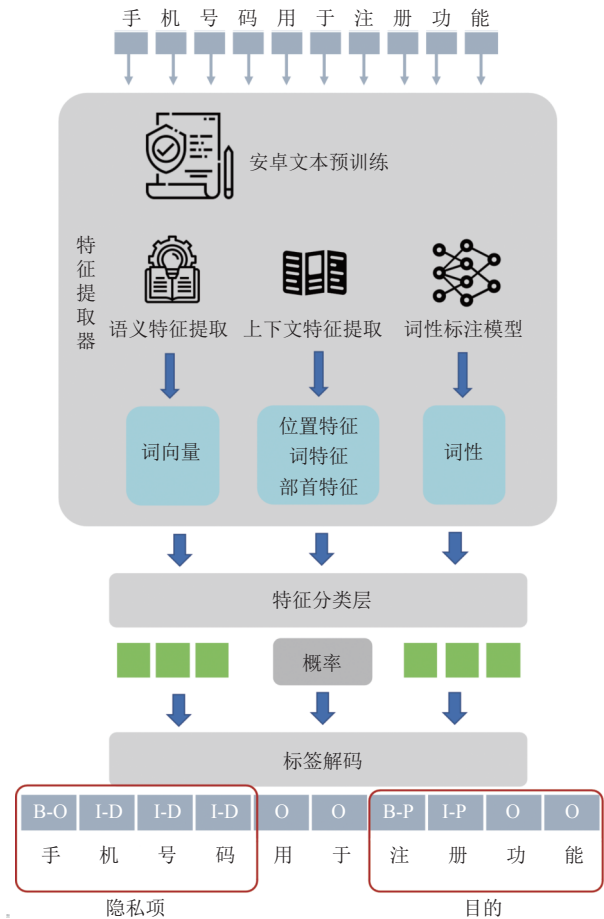 手 机 号 码 用 于 注 册 功 能
安卓文本预训练
特征提取器
语义特征提取 上下文特征提取 词性标注模型
词向量
位置特征
词特征
部首特征
词性
特征分类层
概率
标签解码
B-O I-D I-D I-D O O B-P I-P O O
手 机 号 码 用 于 注 册 功 能
隐私项 目的